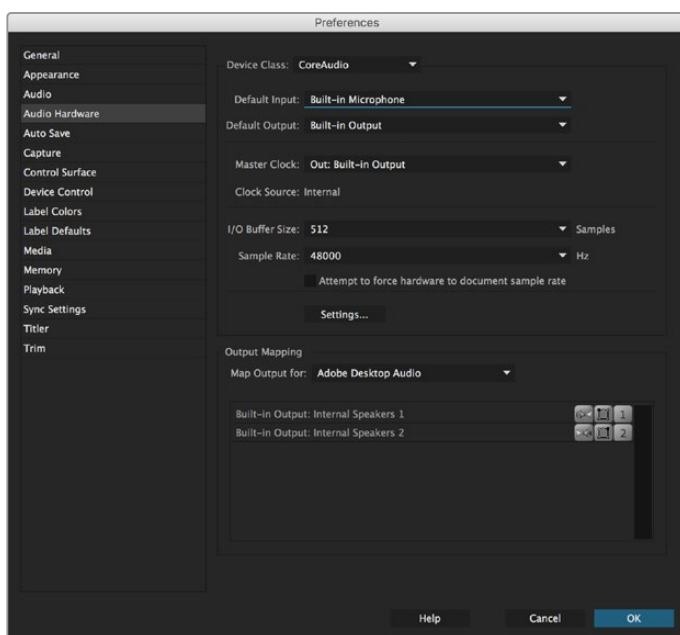 Preferences
General
Appearance
Audio
Audio Hardware
Auto Save
Capture
Control Surface
Device Control
Label Colors
Label Defaults
Media
Memory
Playback
Sync Settings
Titler
Trim
Device Class: CoreAudio
Default Input: Built-in Microphone
Default Output: Built-in Output
Master Clock: Out: Built-in Output
Clock Source: Internal
I/O Buffer Size: 512 Samples
Sample Rate: 48000 Hz
Attempt to force hardware to document sample rate
Settings...
Output Mapping
Map Output for: Adobe Desktop Audio
Built-in Output: Internal Speakers 1 1
Built-in Output: Internal Speakers 2 2
Help Cancel OK